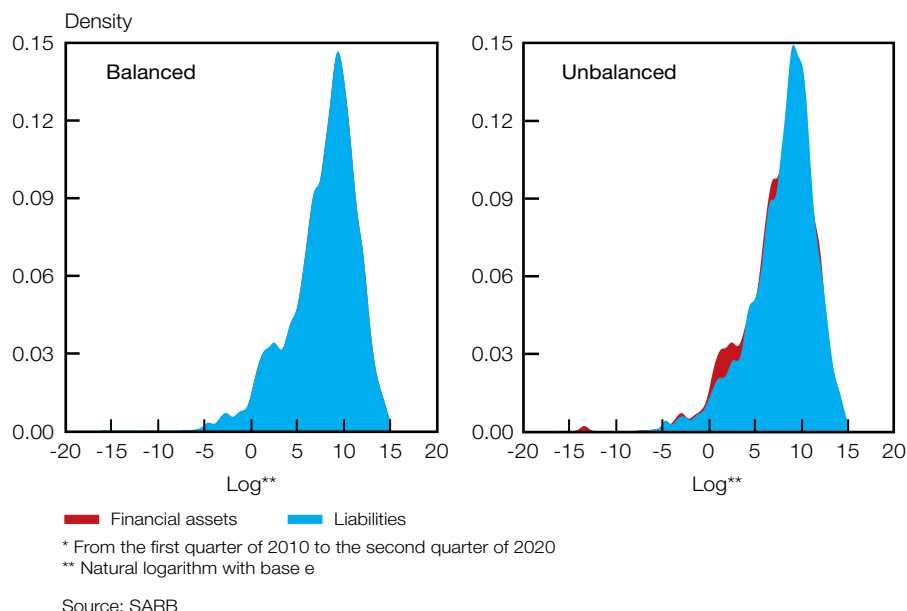 Density
Balanced
Unbalanced
0.15
0.12
0.09
0.06
0.03
0.00
-20 -15 -10 -5 0 5 10 15 20
Log**
0.15
0.12
0.09
0.06
0.03
0.00
-20 -15 -10 -5 0 5 10 15 20
Log**
Financial assets Liabilities
* From the first quarter of 2010 to the second quarter of 2020
** Natural logarithm with base e
Source: SARB